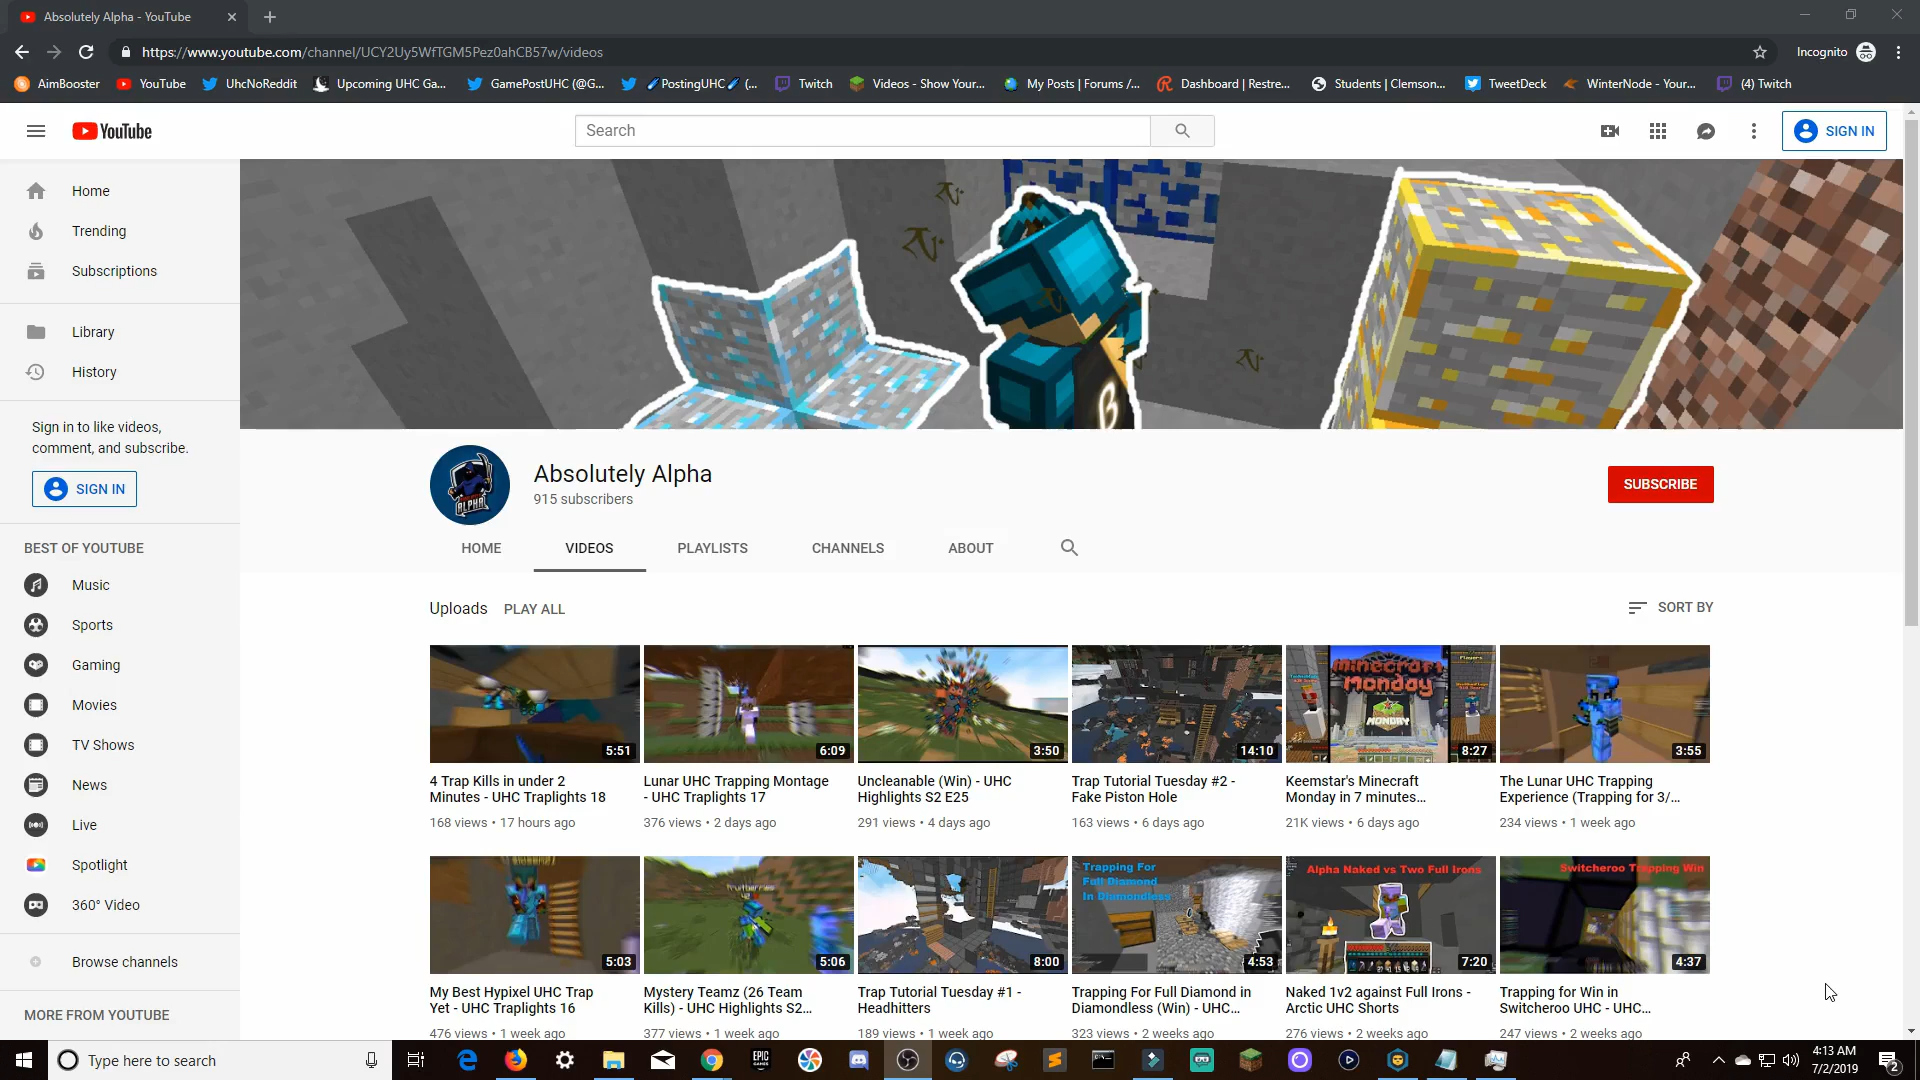 Absolutely Alpha - YouTube
https://www.youtube.com/channel/UCY2Uy5WfTGM5Pez0ahCB57w/videos
Incognito
AimBooster
YouTube
UhcNoReddit
Upcoming UHC Ga...
GamePostUHC (@G...
PostingUHC (...
Twitch
Videos - Show Your...
My Posts | Forums /...
Dashboard | Restre...
Students | Clemson...
TweetDeck
WinterNode - Your...
(4) Twitch
YouTube
Search
SIGN IN
Home
Trending
Subscriptions
Library
History
Sign in to like videos,
comment, and subscribe.
SIGN IN
BEST OF YOUTUBE
Music
Sports
Gaming
Movies
TV Shows
News
Live
Spotlight
360° Video
Browse channels
MORE FROM YOUTUBE
B
ALPHA
Absolutely Alpha
915 subscribers
SUBSCRIBE
HOME
VIDEOS
PLAYLISTS
CHANNELS
ABOUT
Uploads
PLAY ALL
SORT BY
5:51
4 Trap Kills in under 2
Minutes - UHC Traplights 18
168 views • 17 hours ago
6:09
Lunar UHC Trapping Montage
- UHC Traplights 17
376 views • 2 days ago
3:50
Uncleanable (Win) - UHC
Highlights S2 E25
291 views • 4 days ago
14:10
Trap Tutorial Tuesday #2 -
Fake Piston Hole
163 views • 6 days ago
Minecraft
Monday
MONDAY
Players
8:27
Keemstar's Minecraft
Monday in 7 minutes...
21K views • 6 days ago
3:55
The Lunar UHC Trapping
Experience (Trapping for 3/...
234 views • 1 week ago
5:03
My Best Hypixel UHC Trap
Yet - UHC Traplights 16
476 views • 1 week ago
5:06
Mystery Teamz (26 Team
Kills) - UHC Highlights S2...
377 views • 1 week ago
8:00
Trap Tutorial Tuesday #1 -
Headhitters
189 views • 1 week ago
Trapping For
Full Diamond
In Diamondless
4:53
Trapping For Full Diamond in
Diamondless (Win) - UHC...
323 views • 2 weeks ago
Alpha Naked vs Two Full Irons
7:20
Naked 1v2 against Full Irons -
Arctic UHC Shorts
276 views • 2 weeks ago
Switcheroo Trapping Win
4:37
Trapping for Win in
Switcheroo UHC - UHC...
247 views • 2 weeks ago
Type here to search
EPIC
GAMES
4:13 AM
7/2/2019
2